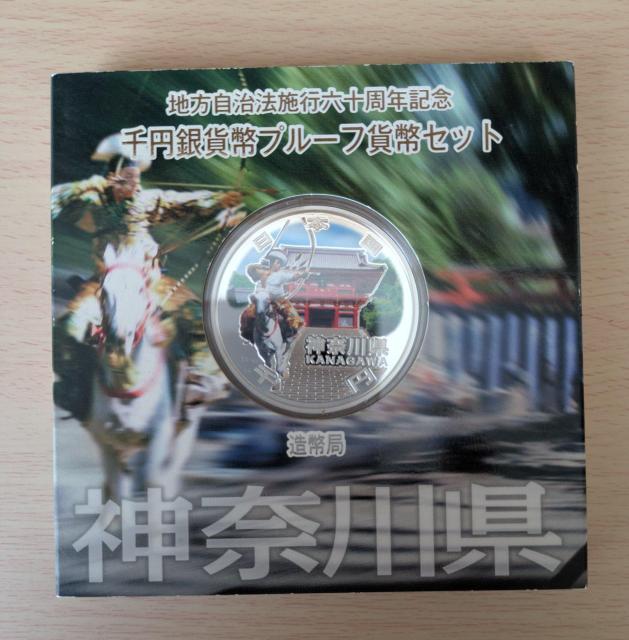 地方自治法施行六十周年記念
千円銀貨幣プルーフ貨幣セット
日本国
神奈川県
KANAGAWA
千円
造幣局
神奈川県